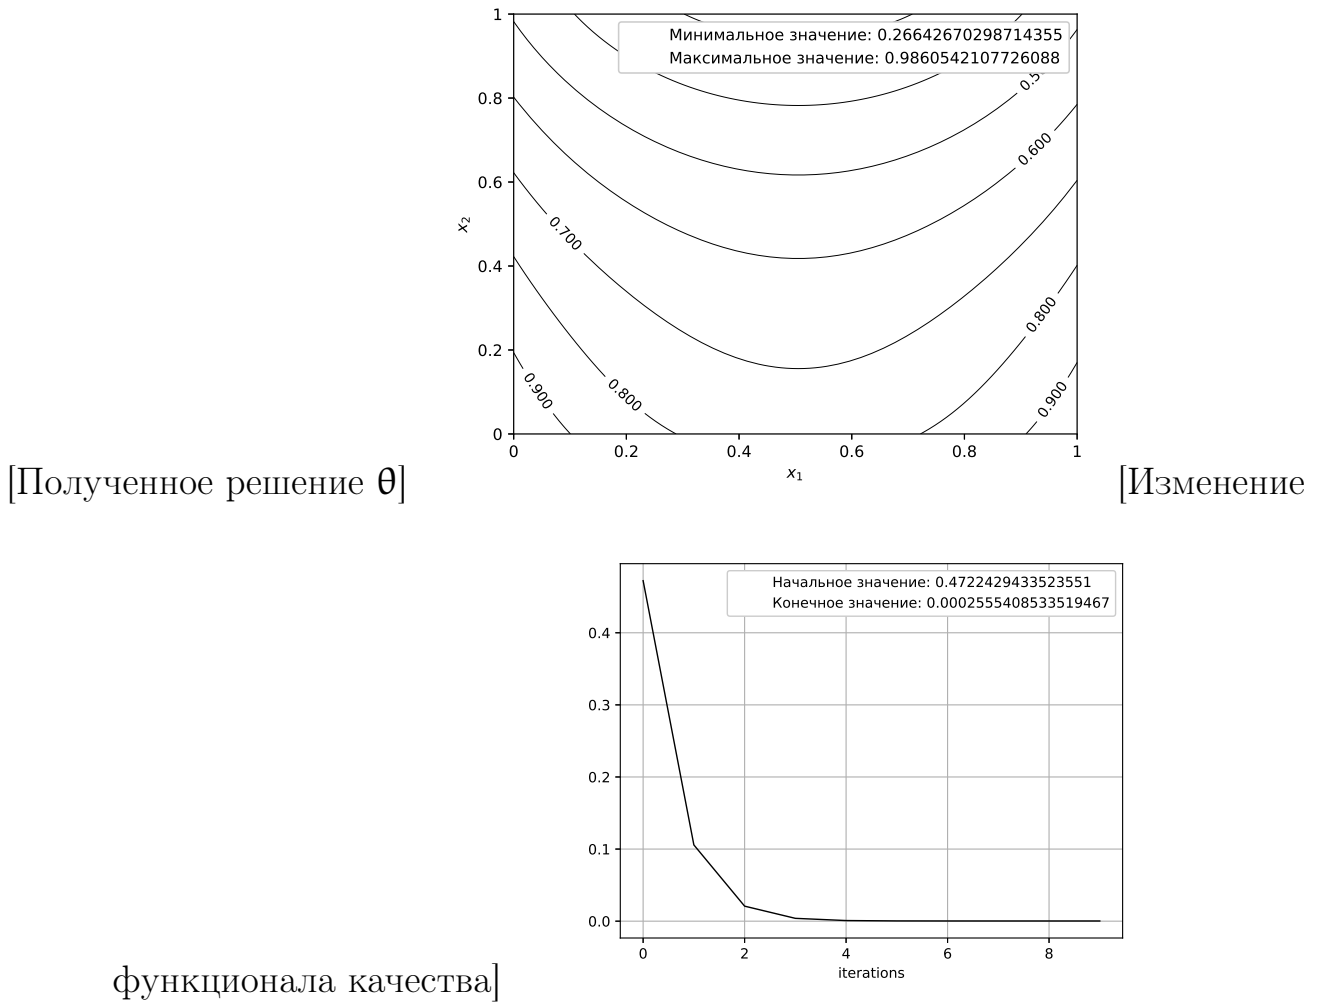 Минимальное значение: 0.26642670298714355
Максимальное значение: 0.9860542107726088
1
0.8
0.6
0.4
0.2
0
x₂
0.600
0.700
0.800
0.800
0.900
0.900
0 0.2 0.4 0.6 0.8 1
x₁
[Полученное решение θ] [Изменение
Начальное значение: 0.4722429433523551
Конечное значение: 0.0002555408533519467
0.4
0.3
0.2
0.1
0.0
0 2 4 6 8
iterations
функционала качества]